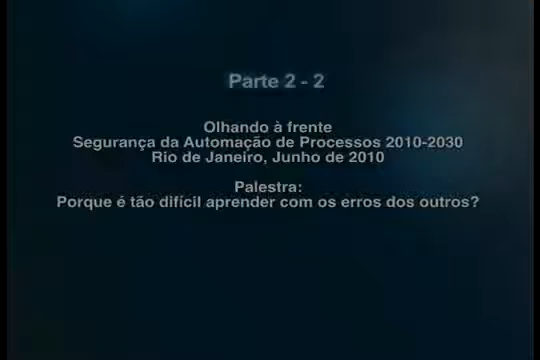 Parte 2 - 2
Olhando à frente
Segurança da Automação de Processos 2010-2030
Rio de Janeiro, Junho de 2010
Palestra:
Porque é tão difícil aprender com os erros dos outros?